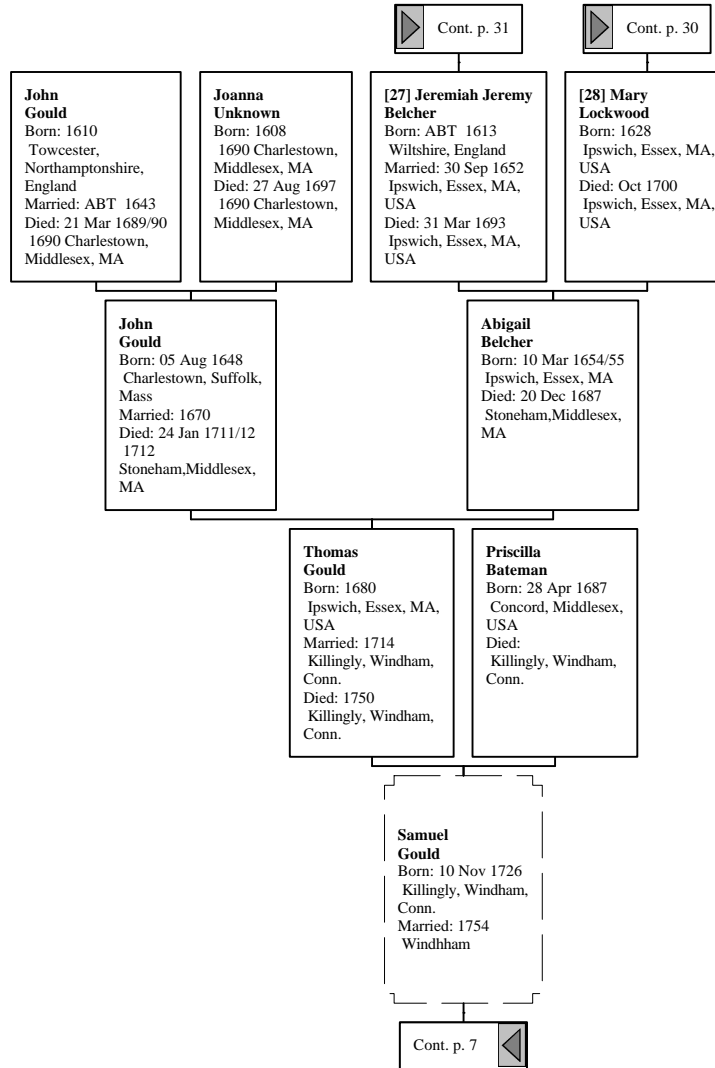 Cont. p. 31
Cont. p. 30
John
Gould
Born: 1610
Towcester,
Northamptonshire,
England
Married: ABT 1643
Died: 21 Mar 1689/90
1690 Charlestown,
Middlesex, MA
Joanna
Unknown
Born: 1608
1690 Charlestown,
Middlesex, MA
Died: 27 Aug 1697
1690 Charlestown,
Middlesex, MA
[27] Jeremiah Jeremy
Belcher
Born: ABT 1613
Wiltshire, England
Married: 30 Sep 1652
Ipswich, Essex, MA,
USA
Died: 31 Mar 1693
Ipswich, Essex, MA,
USA
[28] Mary
Lockwood
Born: 1628
Ipswich, Essex, MA,
USA
Died: Oct 1700
Ipswich, Essex, MA,
USA
John
Gould
Born: 05 Aug 1648
Charlestown, Suffolk,
Mass
Married: 1670
Died: 24 Jan 1711/12
1712
Stoneham,Middlesex,
MA
Abigail
Belcher
Born: 10 Mar 1654/55
Ipswich, Essex, MA
Died: 20 Dec 1687
Stoneham,Middlesex,
MA
Thomas
Gould
Born: 1680
Ipswich, Essex, MA,
USA
Married: 1714
Killingly, Windham,
Conn.
Died: 1750
Killingly, Windham,
Conn.
Priscilla
Bateman
Born: 28 Apr 1687
Concord, Middlesex,
USA
Died:
Killingly, Windham,
Conn.
Samuel
Gould
Born: 10 Nov 1726
Killingly, Windham,
Conn.
Married: 1754
Windhham
Cont. p. 7